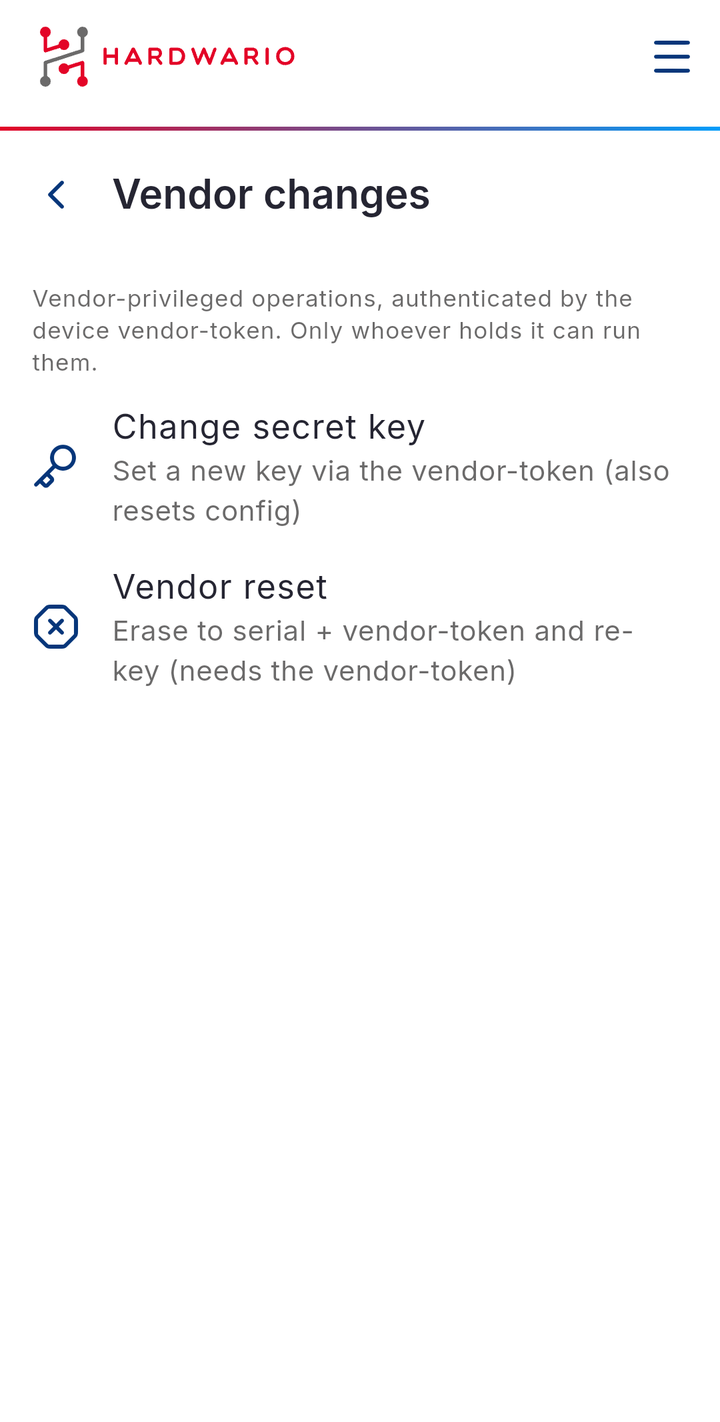 HARDWARIO
Vendor changes
Vendor-privileged operations, authenticated by the
device vendor-token. Only whoever holds it can run
them.
Change secret key
Set a new key via the vendor-token (also
resets config)
Vendor reset
Erase to serial + vendor-token and re-
key (needs the vendor-token)